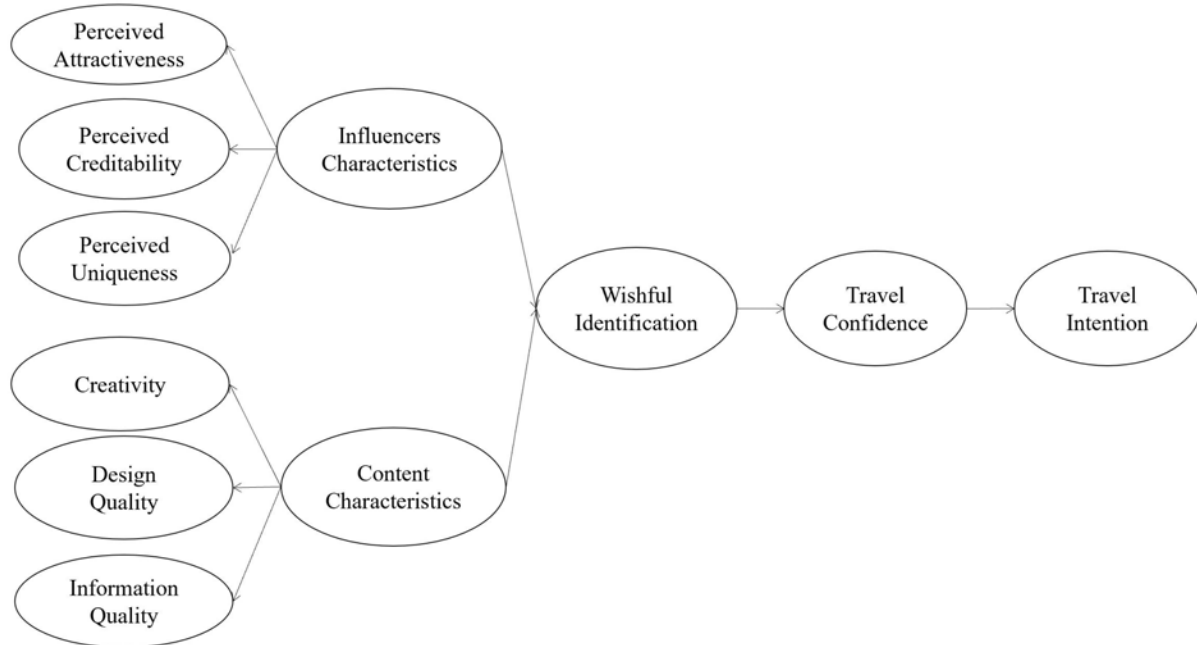 Perceived
Attractiveness
Perceived
Creditability
Perceived
Uniqueness
Influencers
Characteristics
Creativity
Design
Quality
Information
Quality
Content
Characteristics
Wishful
Identification
Travel
Confidence
Travel
Intention